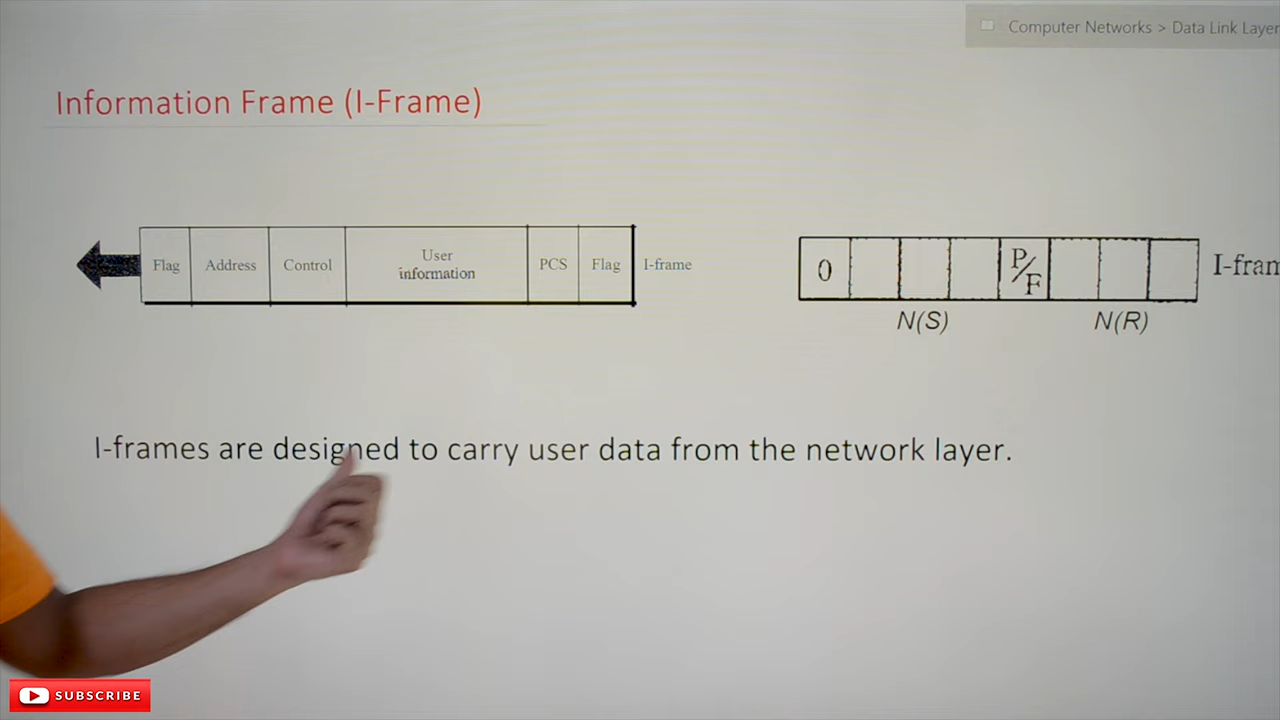 Computer Networks > Data Link Layer
Information Frame (I-Frame)
Flag Address Control User information PCS Flag I-frame
0 P/F I-fram
N(S) N(R)
I-frames are designed to carry user data from the network layer.
SUBSCRIBE